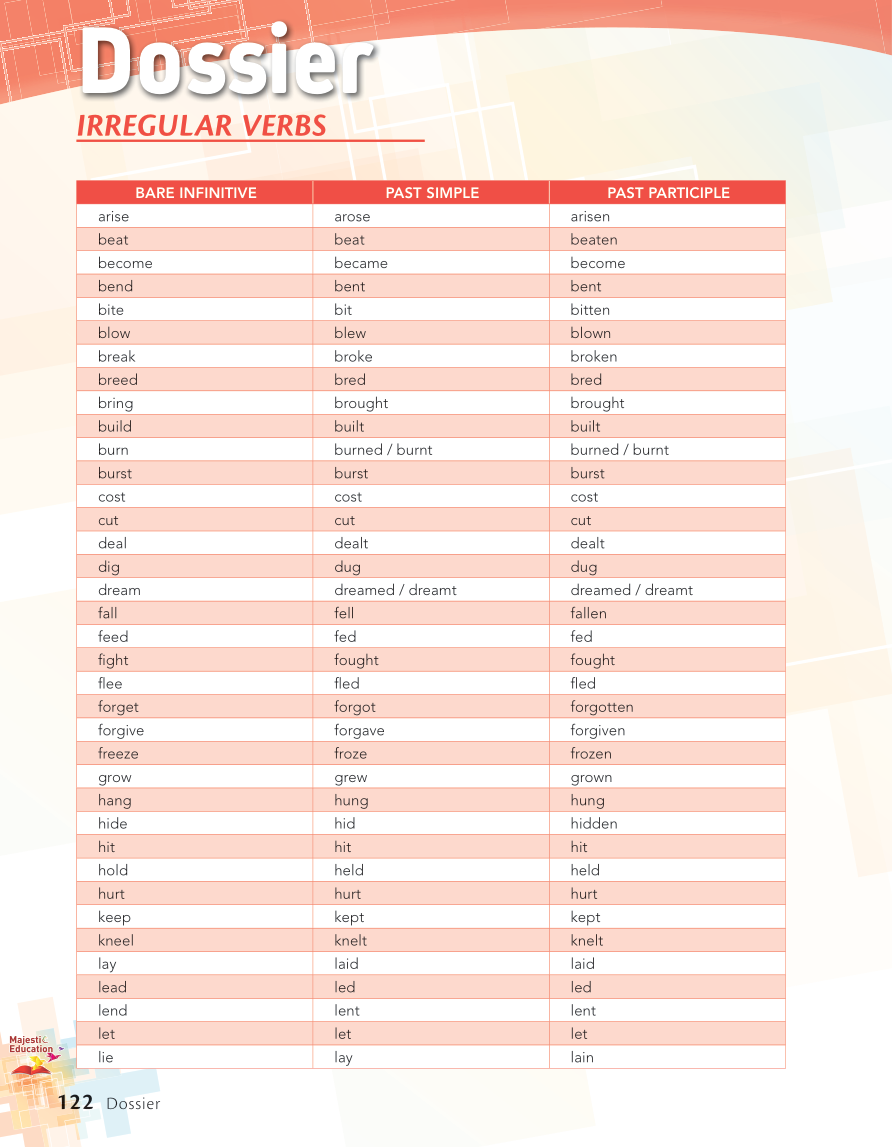 Dossier
IRREGULAR VERBS
BARE INFINITIVE PAST SIMPLE PAST PARTICIPLE
arise arose arisen
beat beat beaten
become became become
bend bent bent
bite bit bitten
blow blew blown
break broke broken
breed bred bred
bring brought brought
build built built
burn burned / burnt burned / burnt
burst burst burst
cost cost cost
cut cut cut
deal dealt dealt
dig dug dug
dream dreamed / dreamt dreamed / dreamt
fall fell fallen
feed fed fed
fight fought fought
flee fled fled
forget forgot forgotten
forgive forgave forgiven
freeze froze frozen
grow grew grown
hang hung hung
hide hid hidden
hit hit hit
hold held held
hurt hurt hurt
keep kept kept
kneel knelt knelt
lay laid laid
lead led led
lend lent lent
let let let
lie lay lain
Majestic
Education
122 Dossier